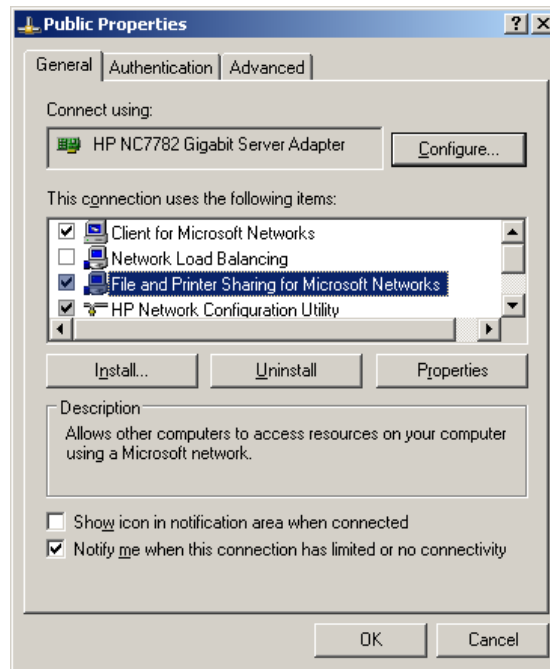 Public Properties
General
Authentication
Advanced
Connect using:
HP NC7782 Gigabit Server Adapter
Configure...
This connection uses the following items:
Client for Microsoft Networks
Network Load Balancing
File and Printer Sharing for Microsoft Networks
HP Network Configuration Utility
Install...
Uninstall
Properties
Description
Allows other computers to access resources on your computer
using a Microsoft network.
Show icon in notification area when connected
Notify me when this connection has limited or no connectivity
OK
Cancel